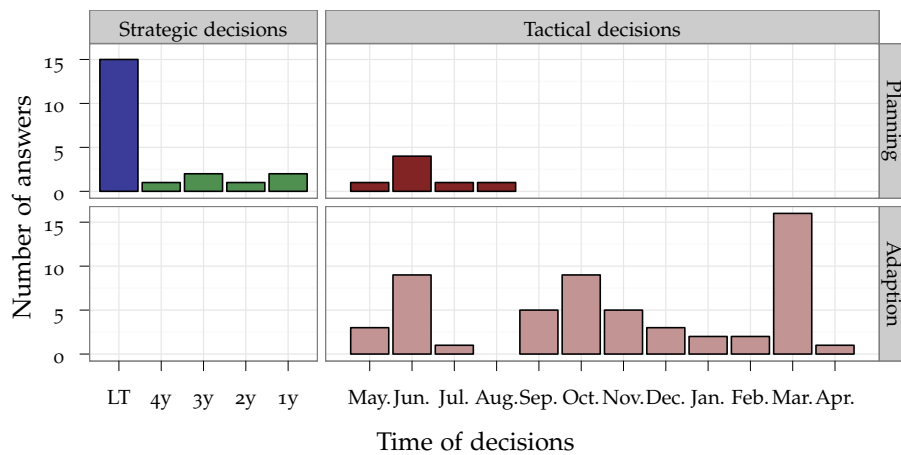 Strategic decisions
Tactical decisions
Number of answers
15
10
5
0
Planning
15
10
5
0
Adaption
LT 4y 3y 2y 1y May. Jun. Jul. Aug. Sep. Oct. Nov. Dec. Jan. Feb. Mar. Apr.
Time of decisions